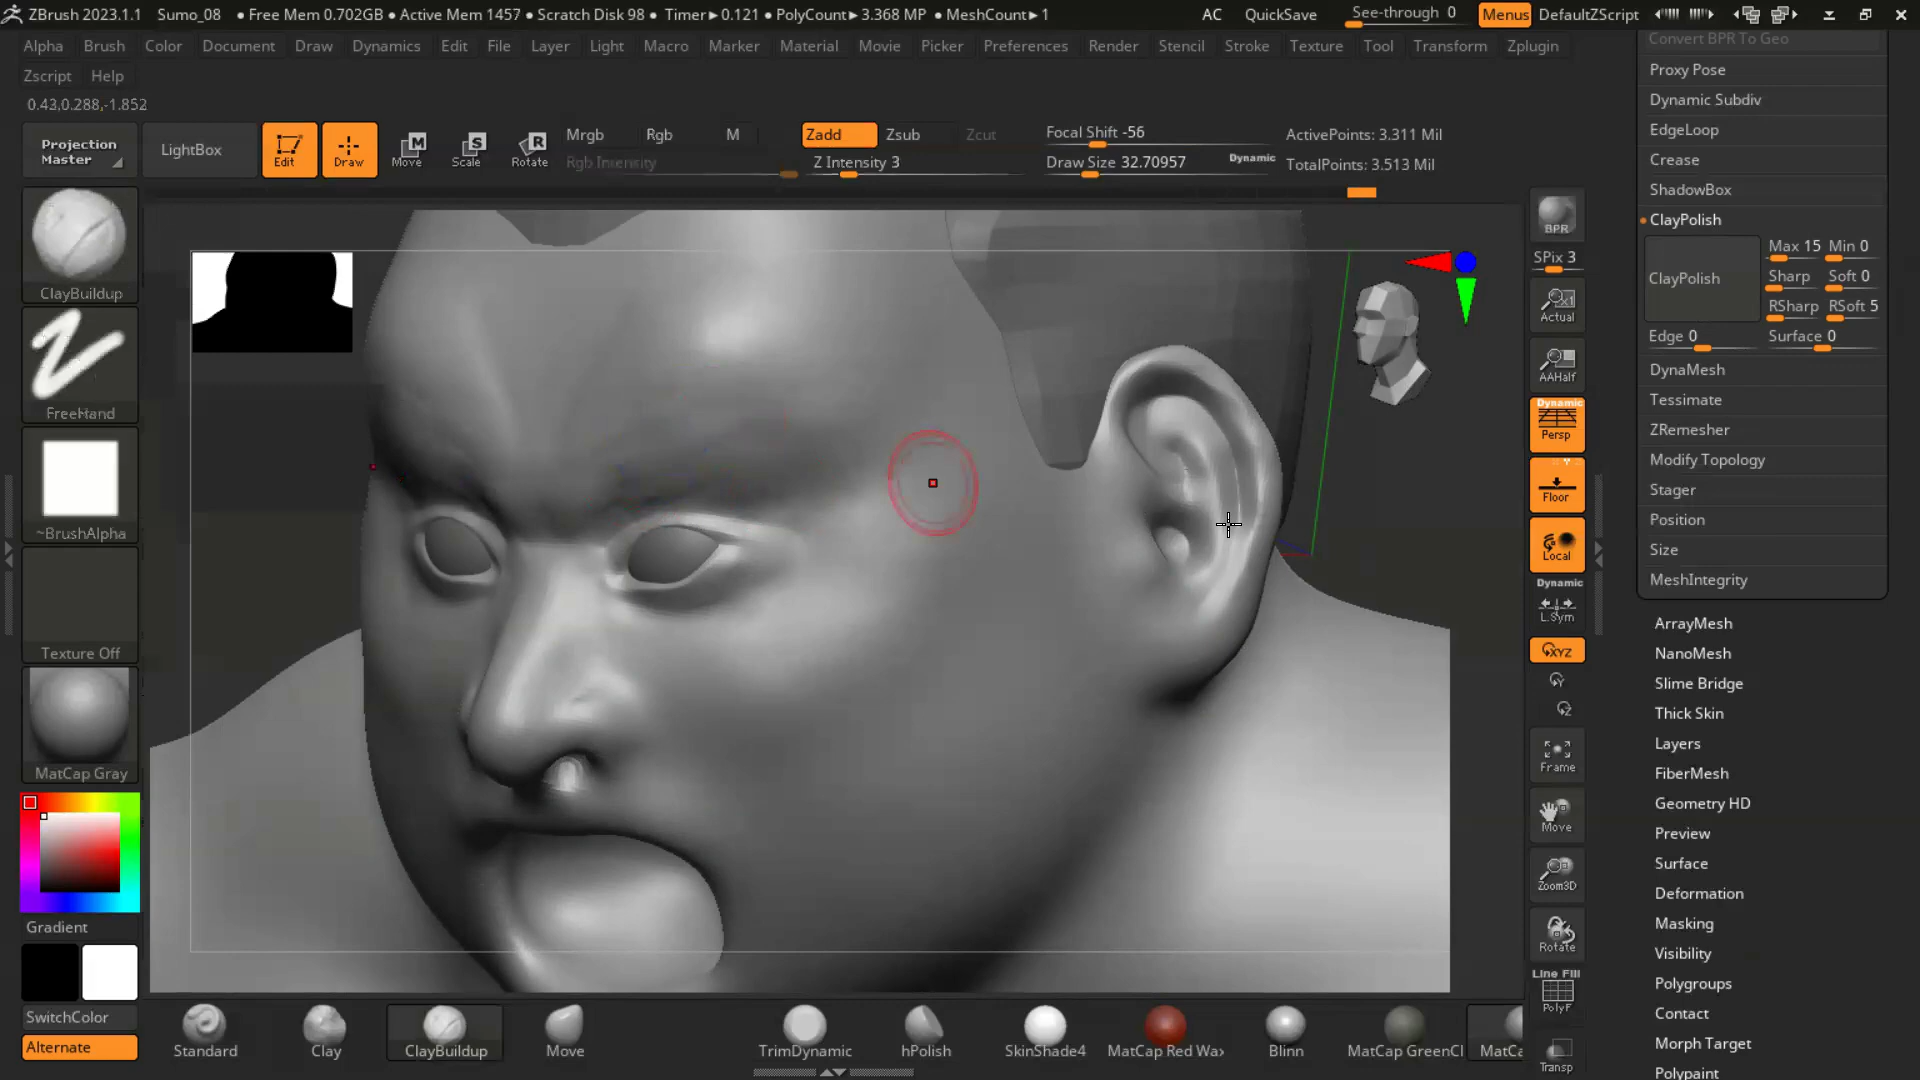 ZBrush 2023.1.1 Sumo_08 • Free Mem 0.702GB • Active Mem 1457 • Scratch Disk 98 • Timer▸0.121 • PolyCount▸3.368 MP • MeshCount▸1 AC QuickSave See-through 0 Menus DefaultZScript
Alpha Brush Color Document Draw Dynamics Edit File Layer Light Macro Marker Material Movie Picker Preferences Render Stencil Stroke Texture Tool Transform Zplugin
Zscript Help
0.43,0.288,-1.852
Projection Master
LightBox
Edit
Draw
Move
Scale
Rotate
Mrgb Rgb M
Rgb Intensity
Zadd Zsub Zcut
Z Intensity 3
Focal Shift -56
Draw Size 32.70957
Dynamic
ActivePoints: 3.311 Mil
TotalPoints: 3.513 Mil
ClayBuildup
FreeHand
~BrushAlpha
Texture Off
MatCap Gray
Gradient
SwitchColor
Alternate
BPR
SPix 3
Actual
AAHalf
Dynamic
Persp
Floor
Local
Dynamic
L.Sym
XYZ
Y
Z
Frame
Move
Zoom3D
Rotate
Line Fill
PolyF
Transp
Convert BPR To Geo
Proxy Pose
Dynamic Subdiv
EdgeLoop
Crease
ShadowBox
ClayPolish
ClayPolish
Max 15 Min 0
Sharp Soft 0
RSharp RSoft 5
Edge 0 Surface 0
DynaMesh
Tessimate
ZRemesher
Modify Topology
Stager
Position
Size
MeshIntegrity
ArrayMesh
NanoMesh
Slime Bridge
Thick Skin
Layers
FiberMesh
Geometry HD
Preview
Surface
Deformation
Masking
Visibility
Polygroups
Contact
Morph Target
Polypaint
Standard
Clay
ClayBuildup
Move
TrimDynamic
hPolish
SkinShade4
MatCap Red Wax
Blinn
MatCap GreenCl
MatCa